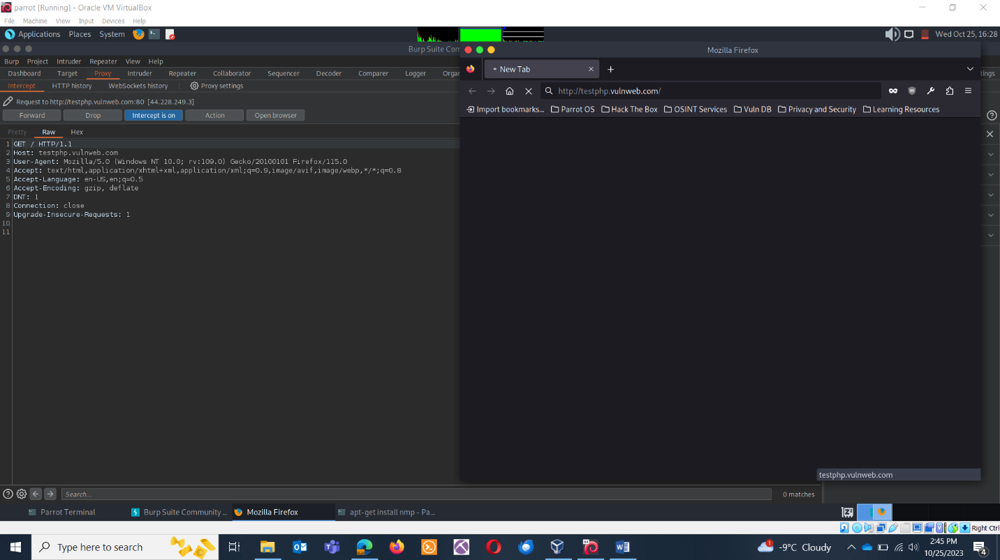 parrot [Running] - Oracle VM VirtualBox
File Machine View Input Devices Help
Applications Places System Wed Oct 25, 16:28
Burp Suite Com
Mozilla Firefox
Burp Project Intruder Repeater View Help
Dashboard Target Proxy Intruder Repeater Collaborator Sequencer Decoder Comparer Logger Organ
tings
New Tab
Intercept HTTP history WebSockets history Proxy settings
http://testphp.vulnweb.com/
Request to http://testphp.vulnweb.com:80 [44.228.249.3]
Import bookmarks... Parrot OS Hack The Box OSINT Services Vuln DB Privacy and Security Learning Resources
Forward Drop Intercept is on Action Open browser
Pretty Raw Hex
1 GET / HTTP/1.1
2 Host: testphp.vulnweb.com
3 User-Agent: Mozilla/5.0 (Windows NT 10.0; rv:109.0) Gecko/20100101 Firefox/115.0
4 Accept: text/html,application/xhtml+xml,application/xml;q=0.9,image/avif,image/webp,*/*;q=0.8
5 Accept-Language: en-US,en;q=0.5
6 Accept-Encoding: gzip, deflate
7 DNT: 1
8 Connection: close
9 Upgrade-Insecure-Requests: 1
10
11
testphp.vulnweb.com
Search... 0 matches
Parrot Terminal Burp Suite Community ... Mozilla Firefox apt-get install nmp - Pa...
Right Ctrl
Type here to search 1 -9°C Cloudy 2:45 PM
10/25/2023 4